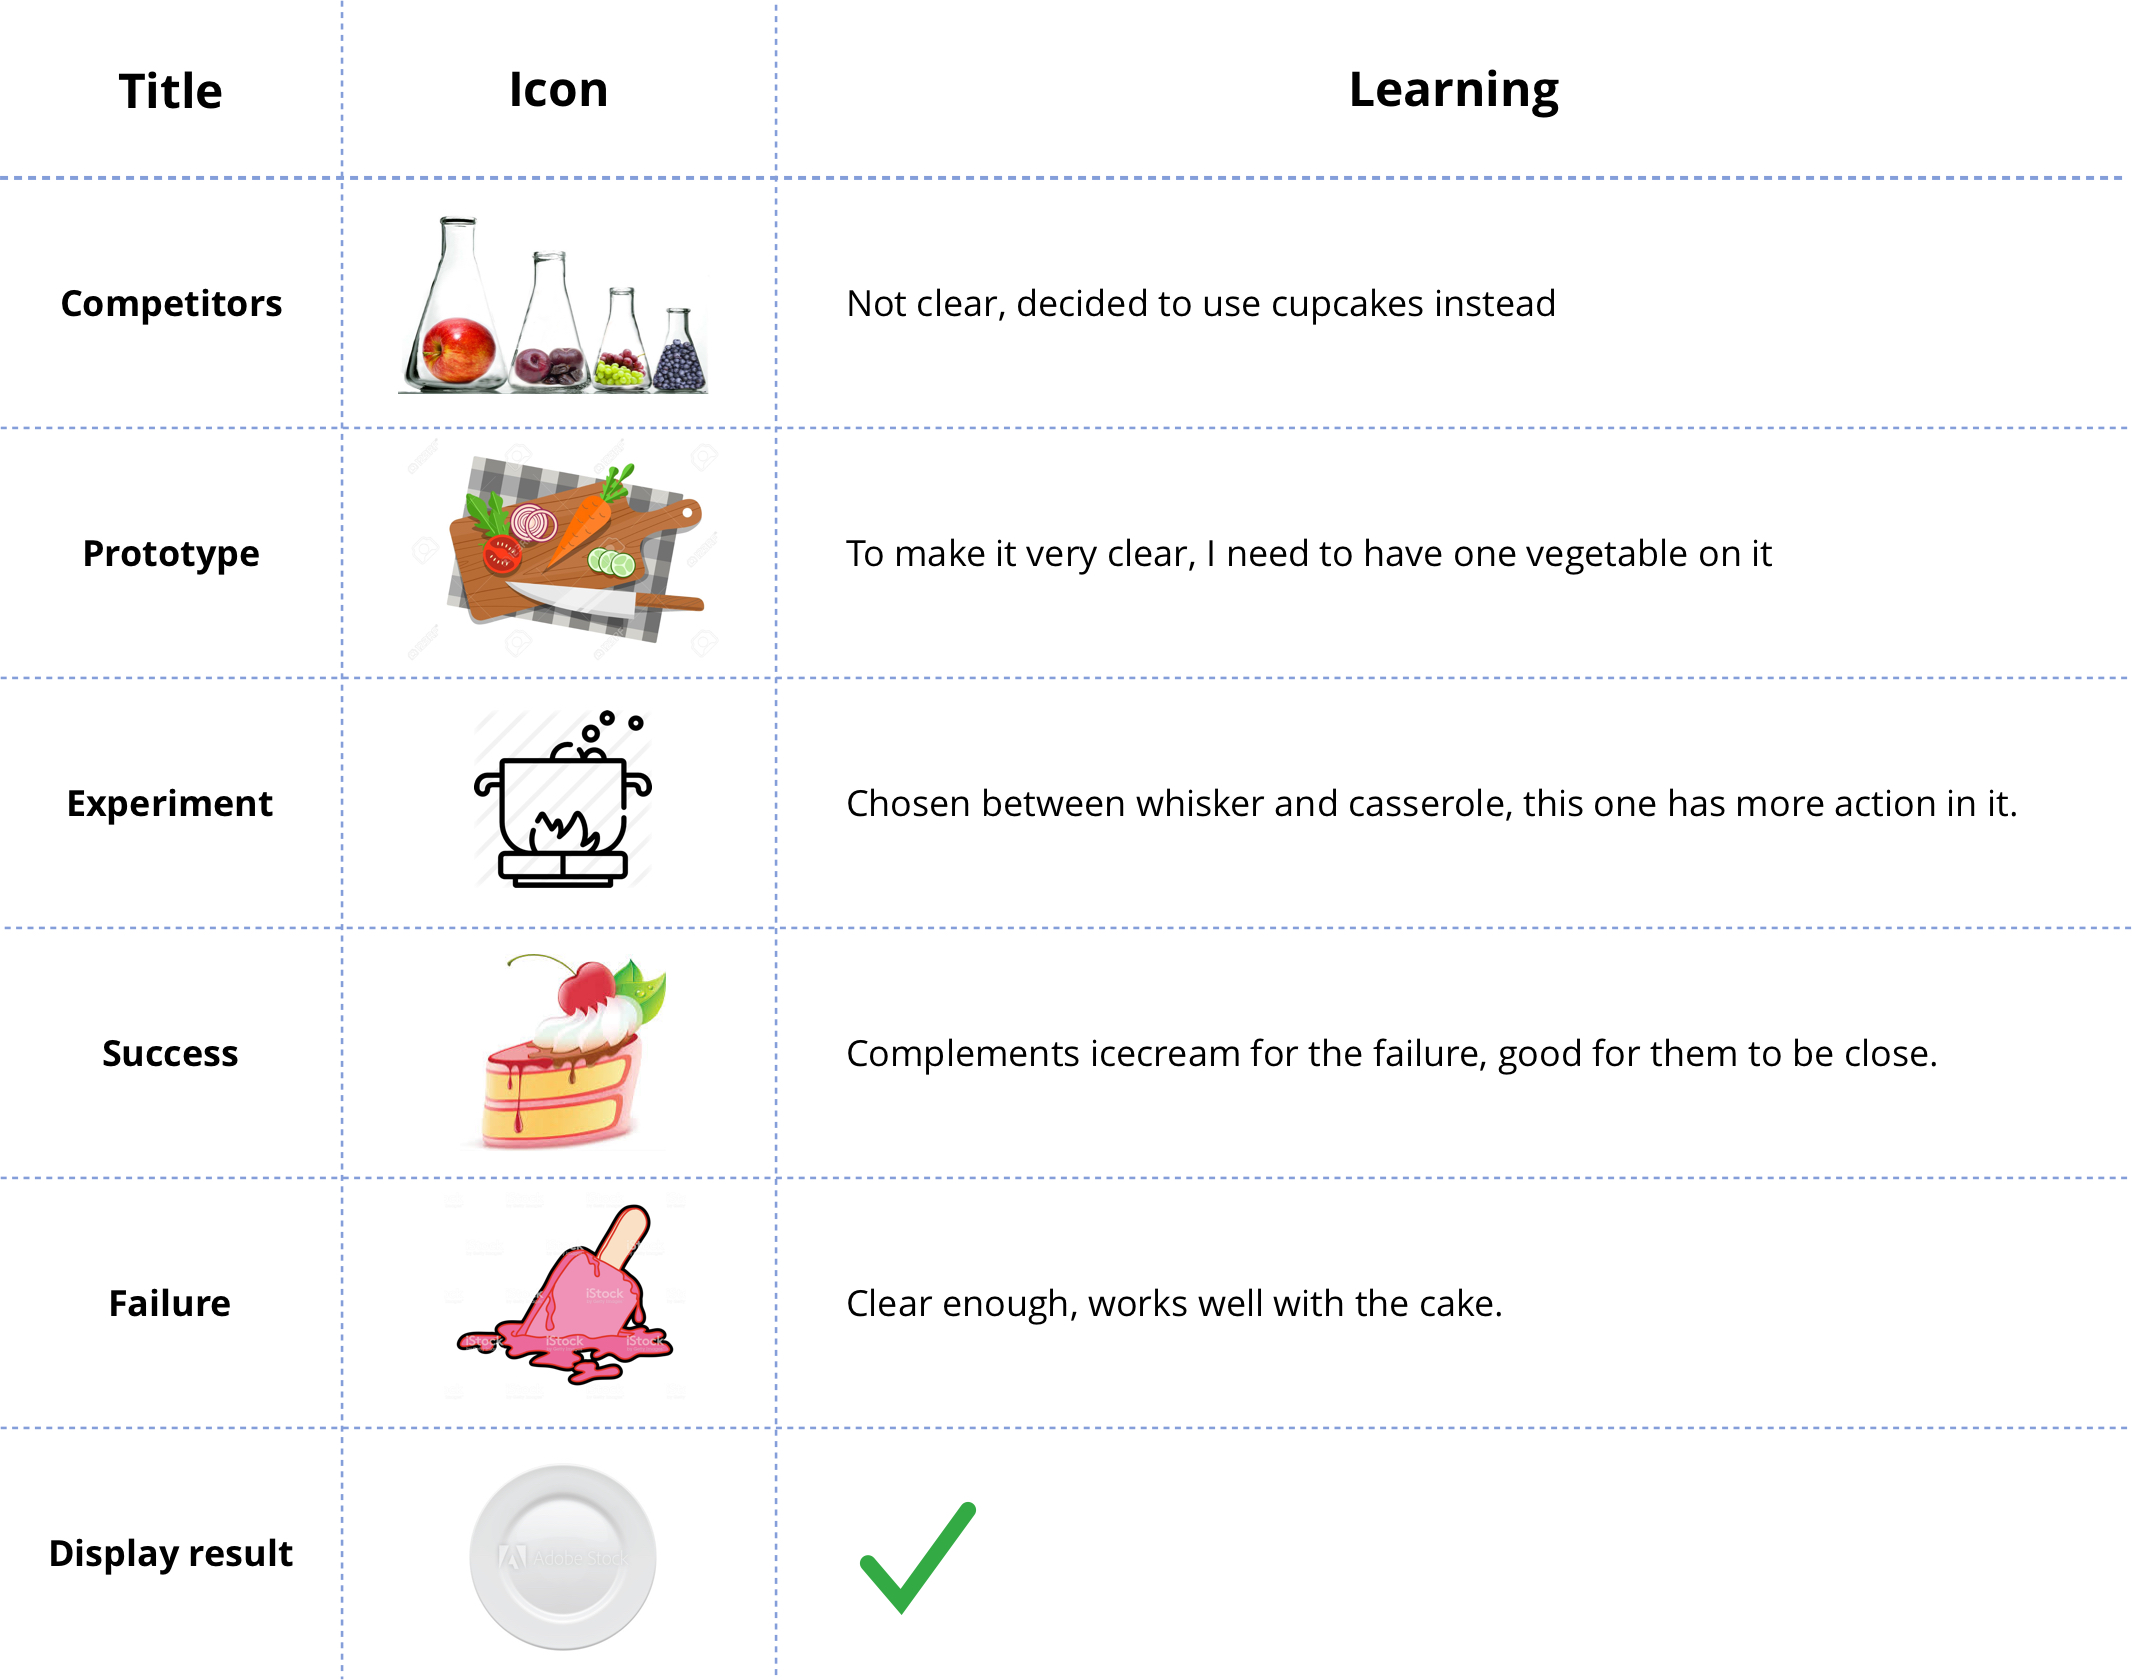 Title
Icon
Learning
Competitors
Not clear, decided to use cupcakes instead
Prototype
To make it very clear, I need to have one vegetable on it
Experiment
Chosen between whisker and casserole, this one has more action in it.
Success
Complements icecream for the failure, good for them to be close.
Failure
iStock
iStock
iStock
iStock
Clear enough, works well with the cake.
Display result
Adobe Stock